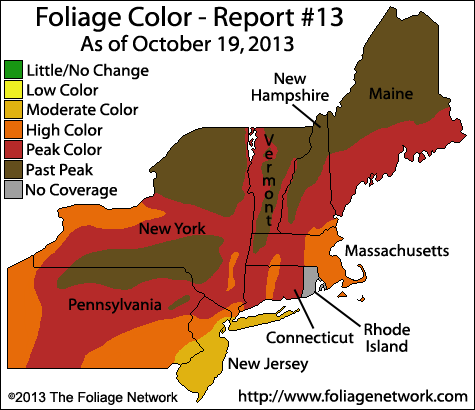 Foliage Color - Report #13
As of October 19, 2013
Little/No Change
Low Color
Moderate Color
High Color
Peak Color
Past Peak
No Coverage
New
Hampshire
Maine
Vermont
New York
Massachusetts
Pennsylvania
Connecticut
Rhode
Island
New Jersey
©2013 The Foliage Network
http://www.foliagenetwork.com